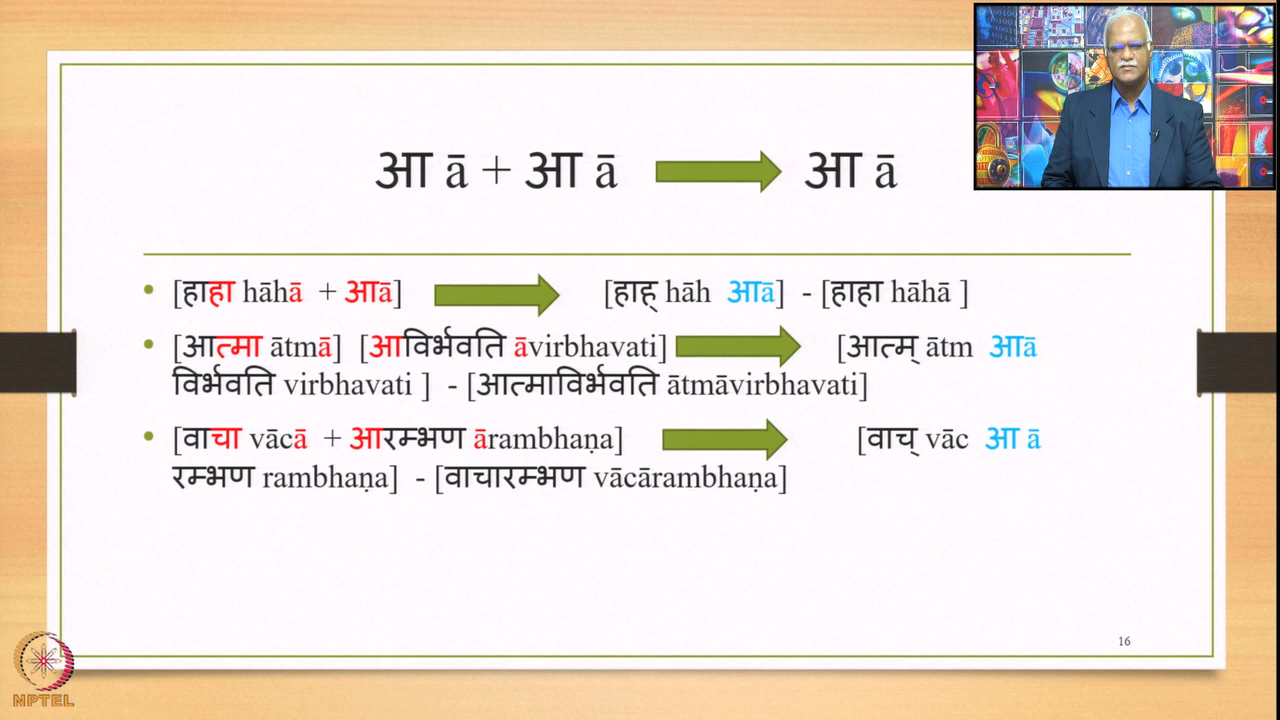 आ ā + आ ā आ ā
• [हाहा hāhā + आā] [हाह् hāh आā] - [हाहा hāhā ]
• [आत्मा ātmā] [आविर्भवति āvirbhavati] [आत्म् ātm आā
विर्भवति virbhavati ] - [आत्माविर्भवति ātmāvirbhavati]
• [वाचा vācā + आरम्भण ārambhaṇa] [वाच् vāc आ ā
रम्भण rambhaṇa] - [वाचारम्भण vācārambhaṇa]
16
NPTEL